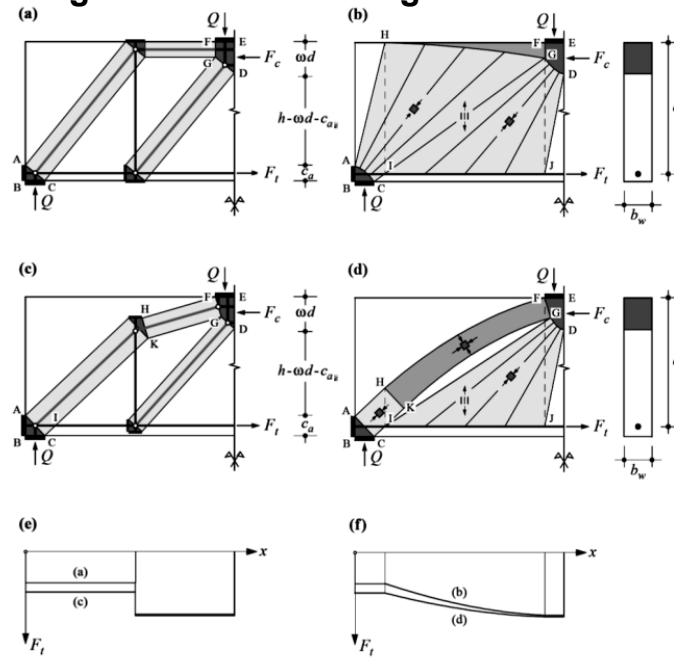 (a)
Q
F
E
G
D
F_c
ωd
h-ωd-c_a
A
B
C
Q
F_t
c_a
(b)
Q
H
F
E
G
F_c
D
A
B
C
I
J
Q
F_t
b_w
(c)
Q
F
E
H
G
D
K
F_c
ωd
h-ωd-c_a
A
I
B
C
Q
F_t
c_a
(d)
Q
F
E
G
F_c
D
H
K
A
I
J
B
C
Q
F_t
b_w
(e)
x
(a)
(c)
F_t
(f)
x
(b)
(d)
F_t